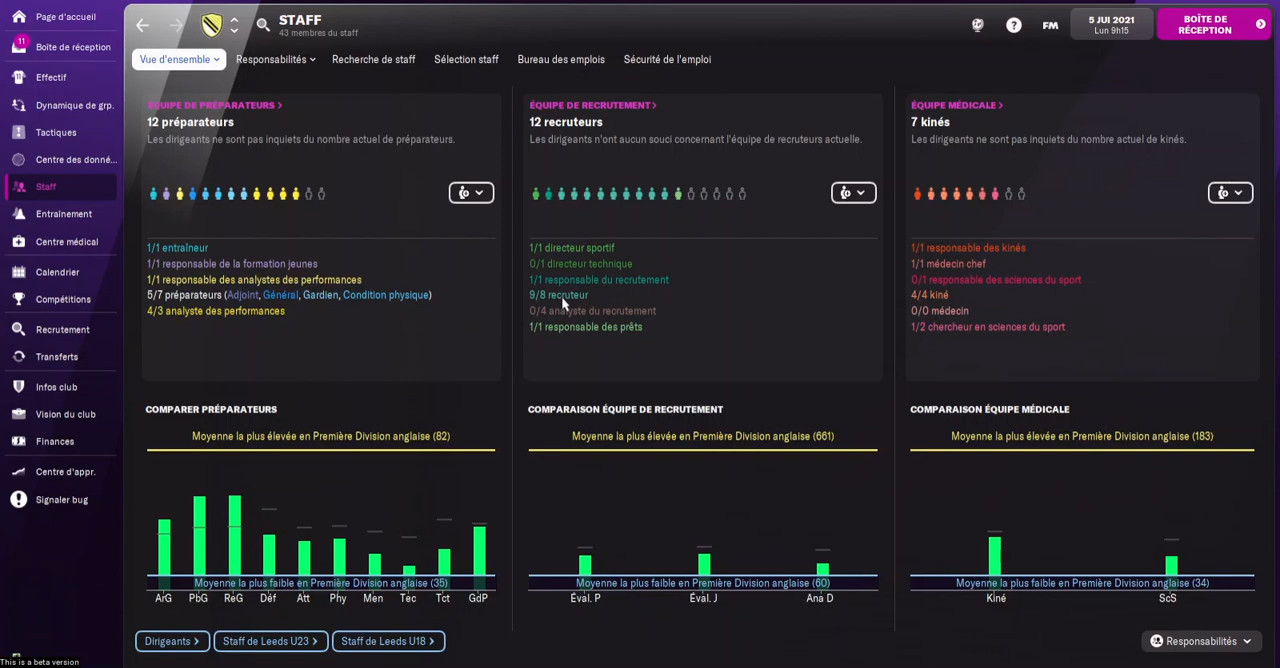 Page d'accueil
11
Boîte de réception
Effectif
Dynamique de grp.
Tactiques
Centre des donné...
Staff
Entraînement
Centre médical
Calendrier
Compétitions
Recrutement
Transferts
Infos club
Vision du club
Finances
Centre d'appr.
Signaler bug
This is a beta version
STAFF
43 membres du staff
?
FM
5 JUI 2021
Lun 9h15
BOÎTE DE
RÉCEPTION
Vue d'ensemble
Responsabilités
Recherche de staff
Sélection staff
Bureau des emplois
Sécurité de l'emploi
ÉQUIPE DE PRÉPARATEURS >
12 préparateurs
Les dirigeants ne sont pas inquiets du nombre actuel de préparateurs.
1/1 entraîneur
1/1 responsable de la formation jeunes
1/1 responsable des analystes des performances
5/7 préparateurs (Adjoint, Général, Gardien, Condition physique)
4/3 analyste des performances
COMPARER PRÉPARATEURS
Moyenne la plus élevée en Première Division anglaise (82)
Moyenne la plus faible en Première Division anglaise (35)
ArG PbG ReG Déf Att Phy Men Tec Tct GdP
ÉQUIPE DE RECRUTEMENT >
12 recruteurs
Les dirigeants n'ont aucun souci concernant l'équipe de recruteurs actuelle.
1/1 directeur sportif
0/1 directeur technique
1/1 responsable du recrutement
9/8 recruteur
0/4 analyste du recrutement
1/1 responsable des prêts
COMPARAISON ÉQUIPE DE RECRUTEMENT
Moyenne la plus élevée en Première Division anglaise (661)
Moyenne la plus faible en Première Division anglaise (60)
Éval. P Éval. J Ana D
ÉQUIPE MÉDICALE >
7 kinés
Les dirigeants ne sont pas inquiets du nombre actuel de kinés.
1/1 responsable des kinés
1/1 médecin chef
0/1 responsable des sciences du sport
4/4 kiné
0/0 médecin
1/2 chercheur en sciences du sport
COMPARAISON ÉQUIPE MÉDICALE
Moyenne la plus élevée en Première Division anglaise (183)
Moyenne la plus faible en Première Division anglaise (34)
Kiné ScS
Dirigeants >
Staff de Leeds U23 >
Staff de Leeds U18 >
Responsabilités